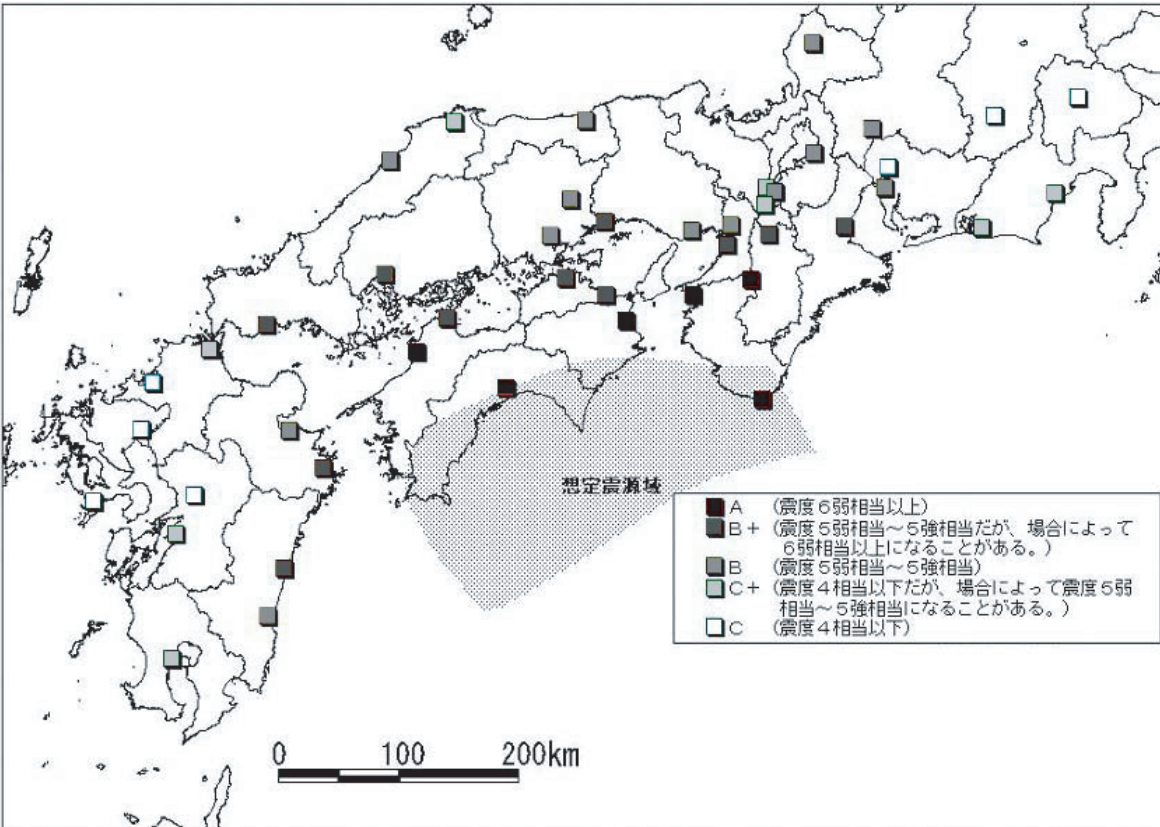 想定震源域
A （震度６弱相当以上）
B＋ （震度５弱相当～５強相当だが、場合によって
６弱相当以上になることがある。）
B （震度５弱相当～５強相当）
C＋ （震度４相当以下だが、場合によって震度５弱
相当～５強相当になることがある。）
C （震度４相当以下）
0 100 200km